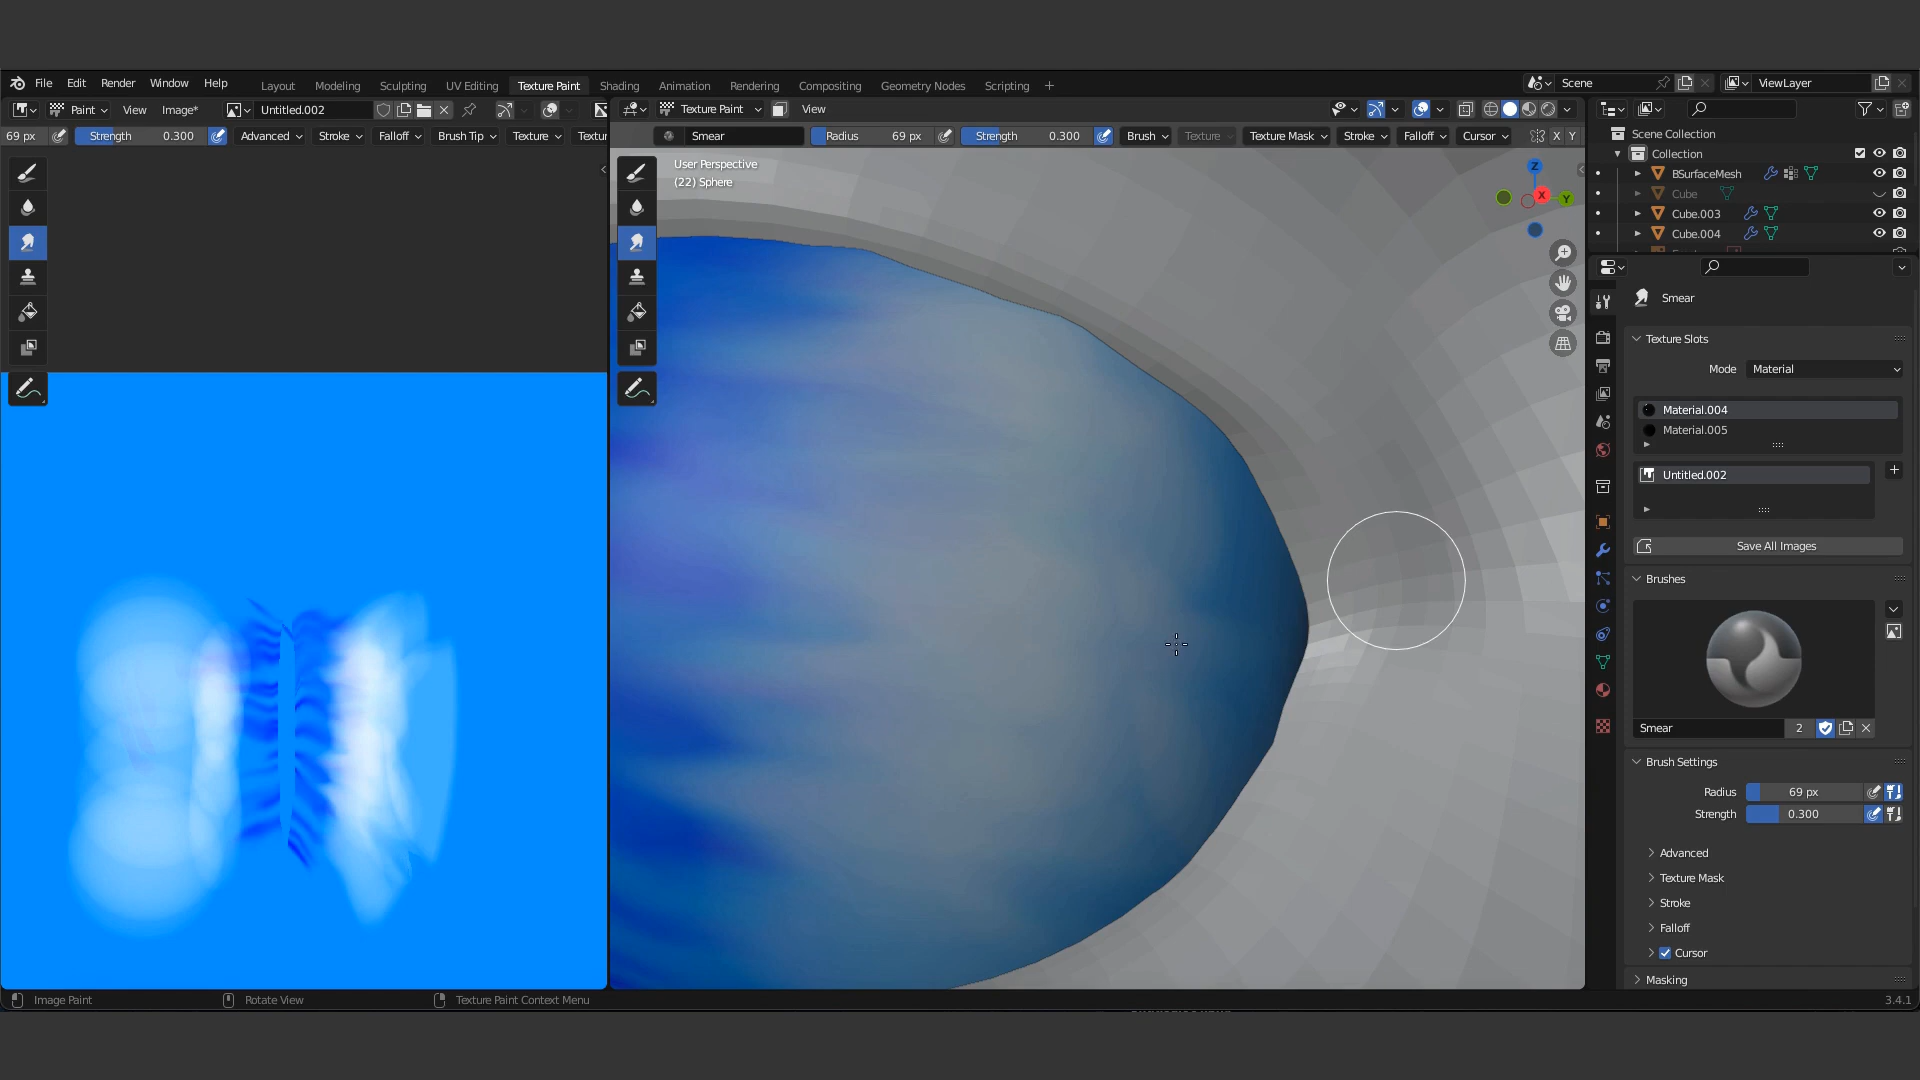 File Edit Render Window Help Layout Modeling Sculpting UV Editing Texture Paint Shading Animation Rendering Compositing Geometry Nodes Scripting + Scene ViewLayer
Paint View Image* Untitled.002 Texture Paint View
69 px Strength 0.300 Advanced Stroke Falloff Brush Tip Texture Textur Smear Radius 69 px Strength 0.300 Brush Texture Texture Mask Stroke Falloff Cursor X Y
Scene Collection
Collection
BSurfaceMesh
Cube
Cube.003
Cube.004
User Perspective
(22) Sphere
Z
X
Y
Smear
Texture Slots
Mode Material
Material.004
Material.005
Untitled.002
Save All Images
Brushes
Smear 2
Brush Settings
Radius 69 px
Strength 0.300
Advanced
Texture Mask
Stroke
Falloff
Cursor
Masking
Image Paint Rotate View Texture Paint Context Menu 3.4.1